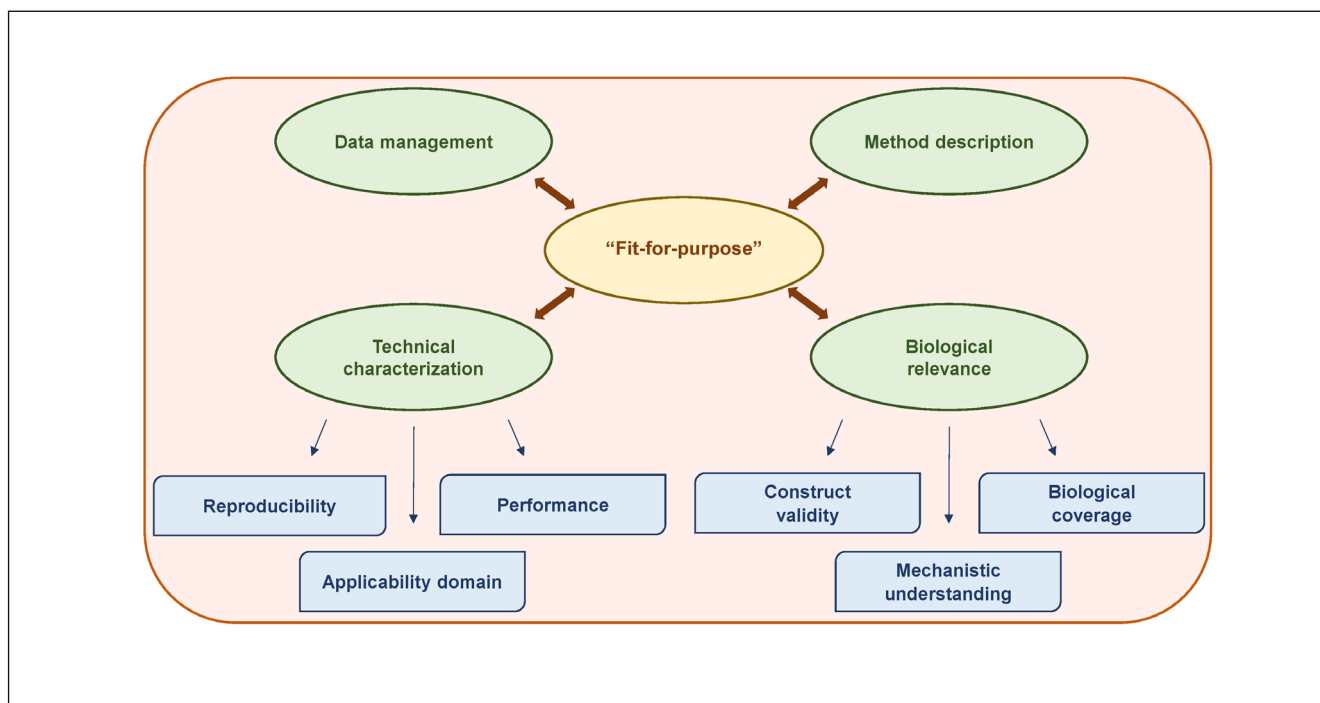 Data management
Method description
“Fit-for-purpose”
Technical
characterization
Biological
relevance
Reproducibility
Performance
Applicability domain
Construct
validity
Biological
coverage
Mechanistic
understanding